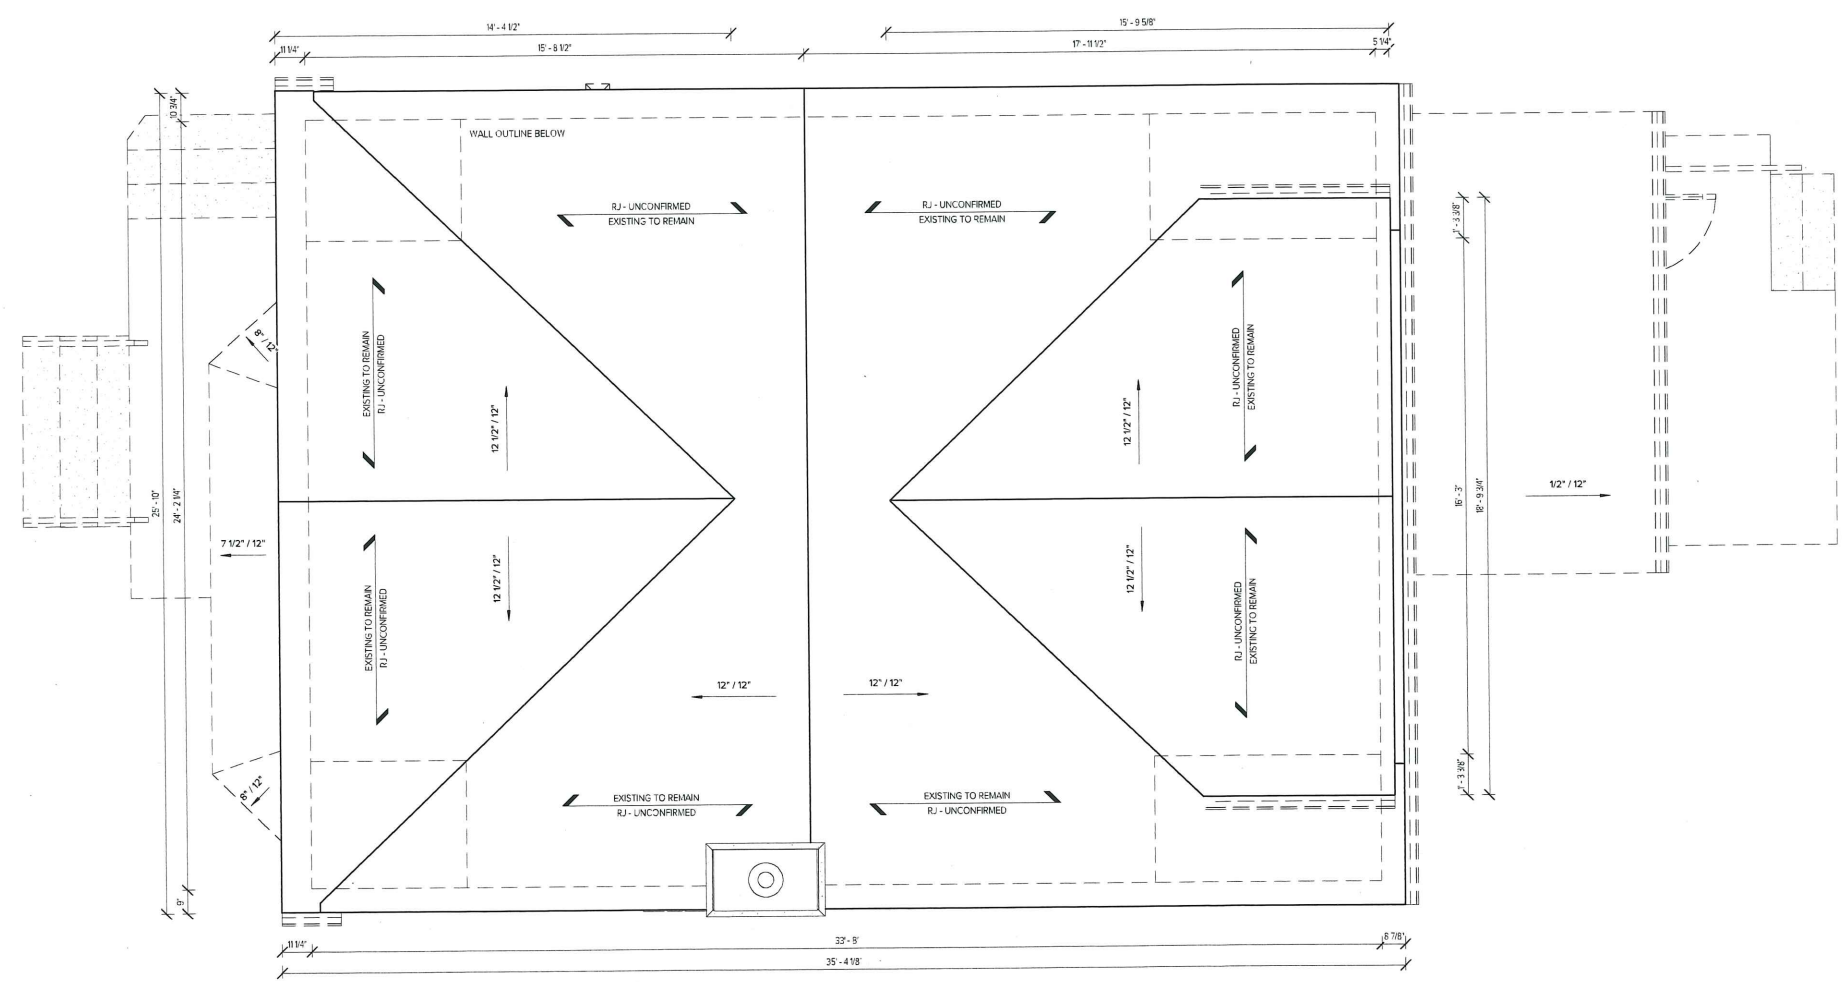 14' - 4 1/2"
15' - 9 5/8"
11 1/4"
15' - 8 1/2"
17' - 11 1/2"
5 1/4"
10 3/4"
WALL OUTLINE BELOW
RJ - UNCONFIRMED
EXISTING TO REMAIN
RJ - UNCONFIRMED
EXISTING TO REMAIN
1' - 3 3/8"
8" / 12"
EXISTING TO REMAIN
RJ - UNCONFIRMED
12 1/2" / 12"
12 1/2" / 12"
RJ - UNCONFIRMED
EXISTING TO REMAIN
25' - 10"
24' - 2 1/4"
16' - 3"
18' - 9 3/4"
1/2" / 12"
7 1/2" / 12"
EXISTING TO REMAIN
RJ - UNCONFIRMED
12 1/2" / 12"
12 1/2" / 12"
RJ - UNCONFIRMED
EXISTING TO REMAIN
12" / 12"
12" / 12"
8" / 12"
1' - 3 3/8"
EXISTING TO REMAIN
RJ - UNCONFIRMED
EXISTING TO REMAIN
RJ - UNCONFIRMED
9"
11 1/4"
33' - 8"
8 7/8"
35' - 4 1/8"